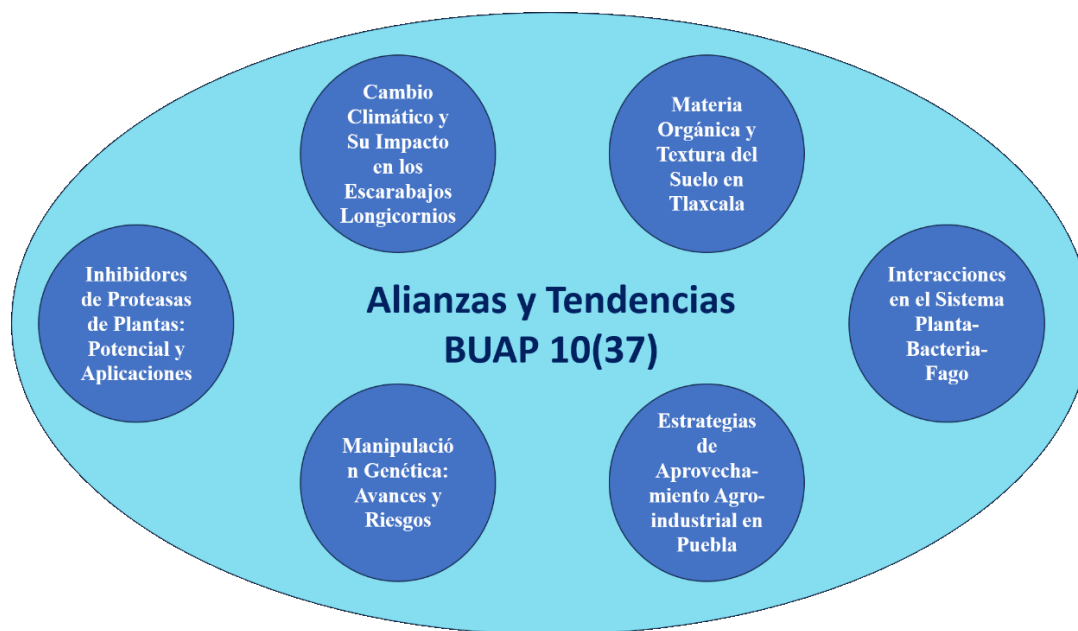 Cambio
Climático y
Su Impacto
en los
Escarabajos
Longicornios
Materia
Orgánica y
Textura del
Suelo en
Tlaxcala
Inhibidores
de Proteasas
de Plantas:
Potencial y
Aplicaciones
Alianzas y Tendencias
BUAP 10(37)
Interacciones
en el Sistema
Planta-
Bacteria-
Fago
Manipulació
n Genética:
Avances y
Riesgos
Estrategias
de
Aprovecha-
miento Agro-
industrial en
Puebla